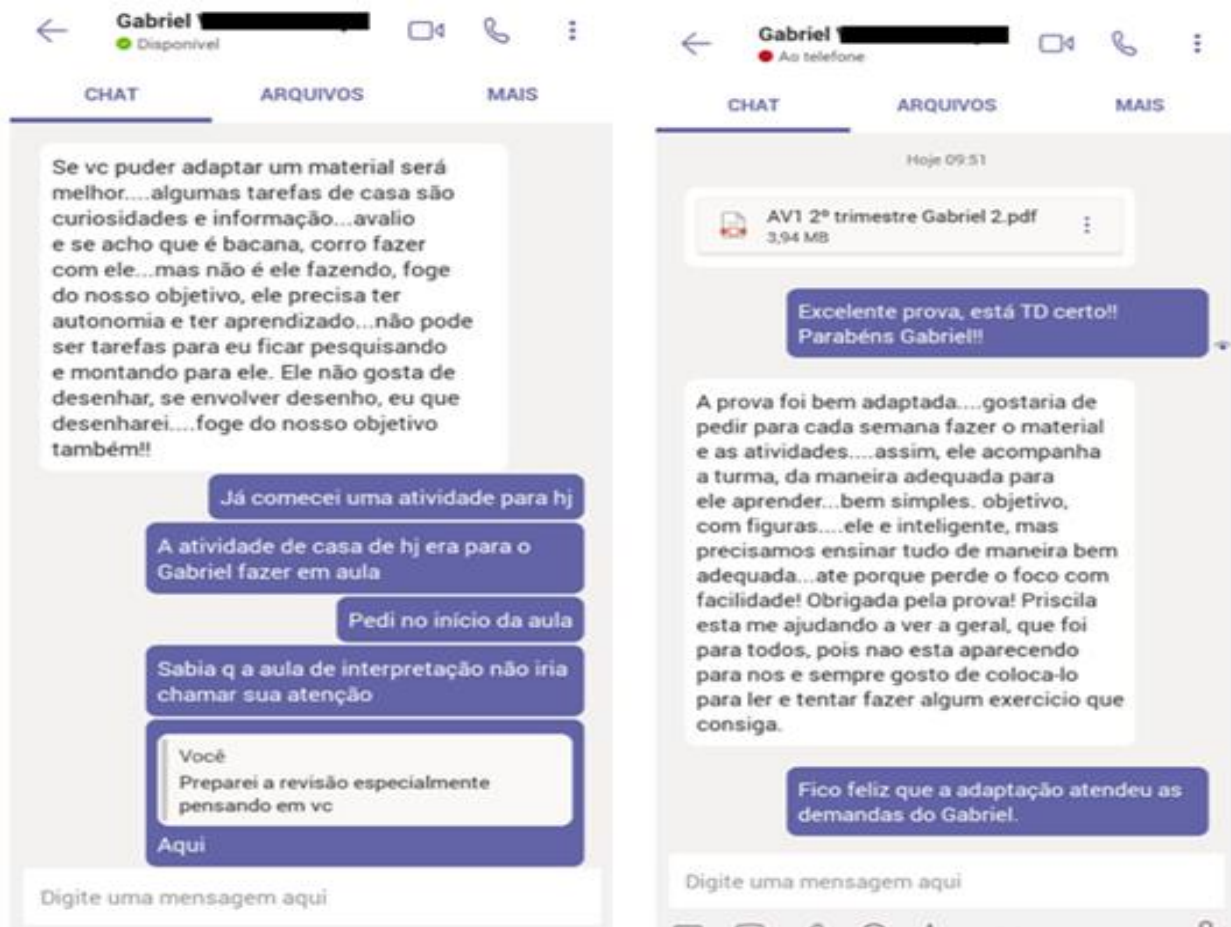 Gabriel
Disponível
CHAT
ARQUIVOS
MAIS
Se vc puder adaptar um material será
melhor....algumas tarefas de casa são
curiosidades e informação...avalio
e se acho que é bacana, corro fazer
com ele...mas não é ele fazendo, foge
do nosso objetivo, ele precisa ter
autonomia e ter aprendizado...não pode
ser tarefas para eu ficar pesquisando
e montando para ele. Ele não gosta de
desenhar, se envolver desenho, eu que
desenharei....foge do nosso objetivo
também!!
Já comecei uma atividade para hj
A atividade de casa de hj era para o
Gabriel fazer em aula
Pedi no início da aula
Sabia q a aula de interpretação não iria
chamar sua atenção
Você
Preparei a revisão especialmente
pensando em vc
Aqui
Digite uma mensagem aqui
Gabriel
Ao telefone
CHAT
ARQUIVOS
MAIS
Hoje 09:51
AV1 2º trimestre Gabriel 2.pdf
3,94 MB
Excelente prova, está TD certo!!
Parabéns Gabriel!!
A prova foi bem adaptada....gostaria de
pedir para cada semana fazer o material
e as atividades....assim, ele acompanha
a turma, da maneira adequada para
ele aprender...bem simples. objetivo,
com figuras....ele e inteligente, mas
precisamos ensinar tudo de maneira bem
adequada...ate porque perde o foco com
facilidade! Obrigada pela prova! Priscila
esta me ajudando a ver a geral, que foi
para todos, pois nao esta aparecendo
para nos e sempre gosto de coloca-lo
para ler e tentar fazer algum exercicio que
consiga.
Fico feliz que a adaptação atendeu as
demandas do Gabriel.
Digite uma mensagem aqui